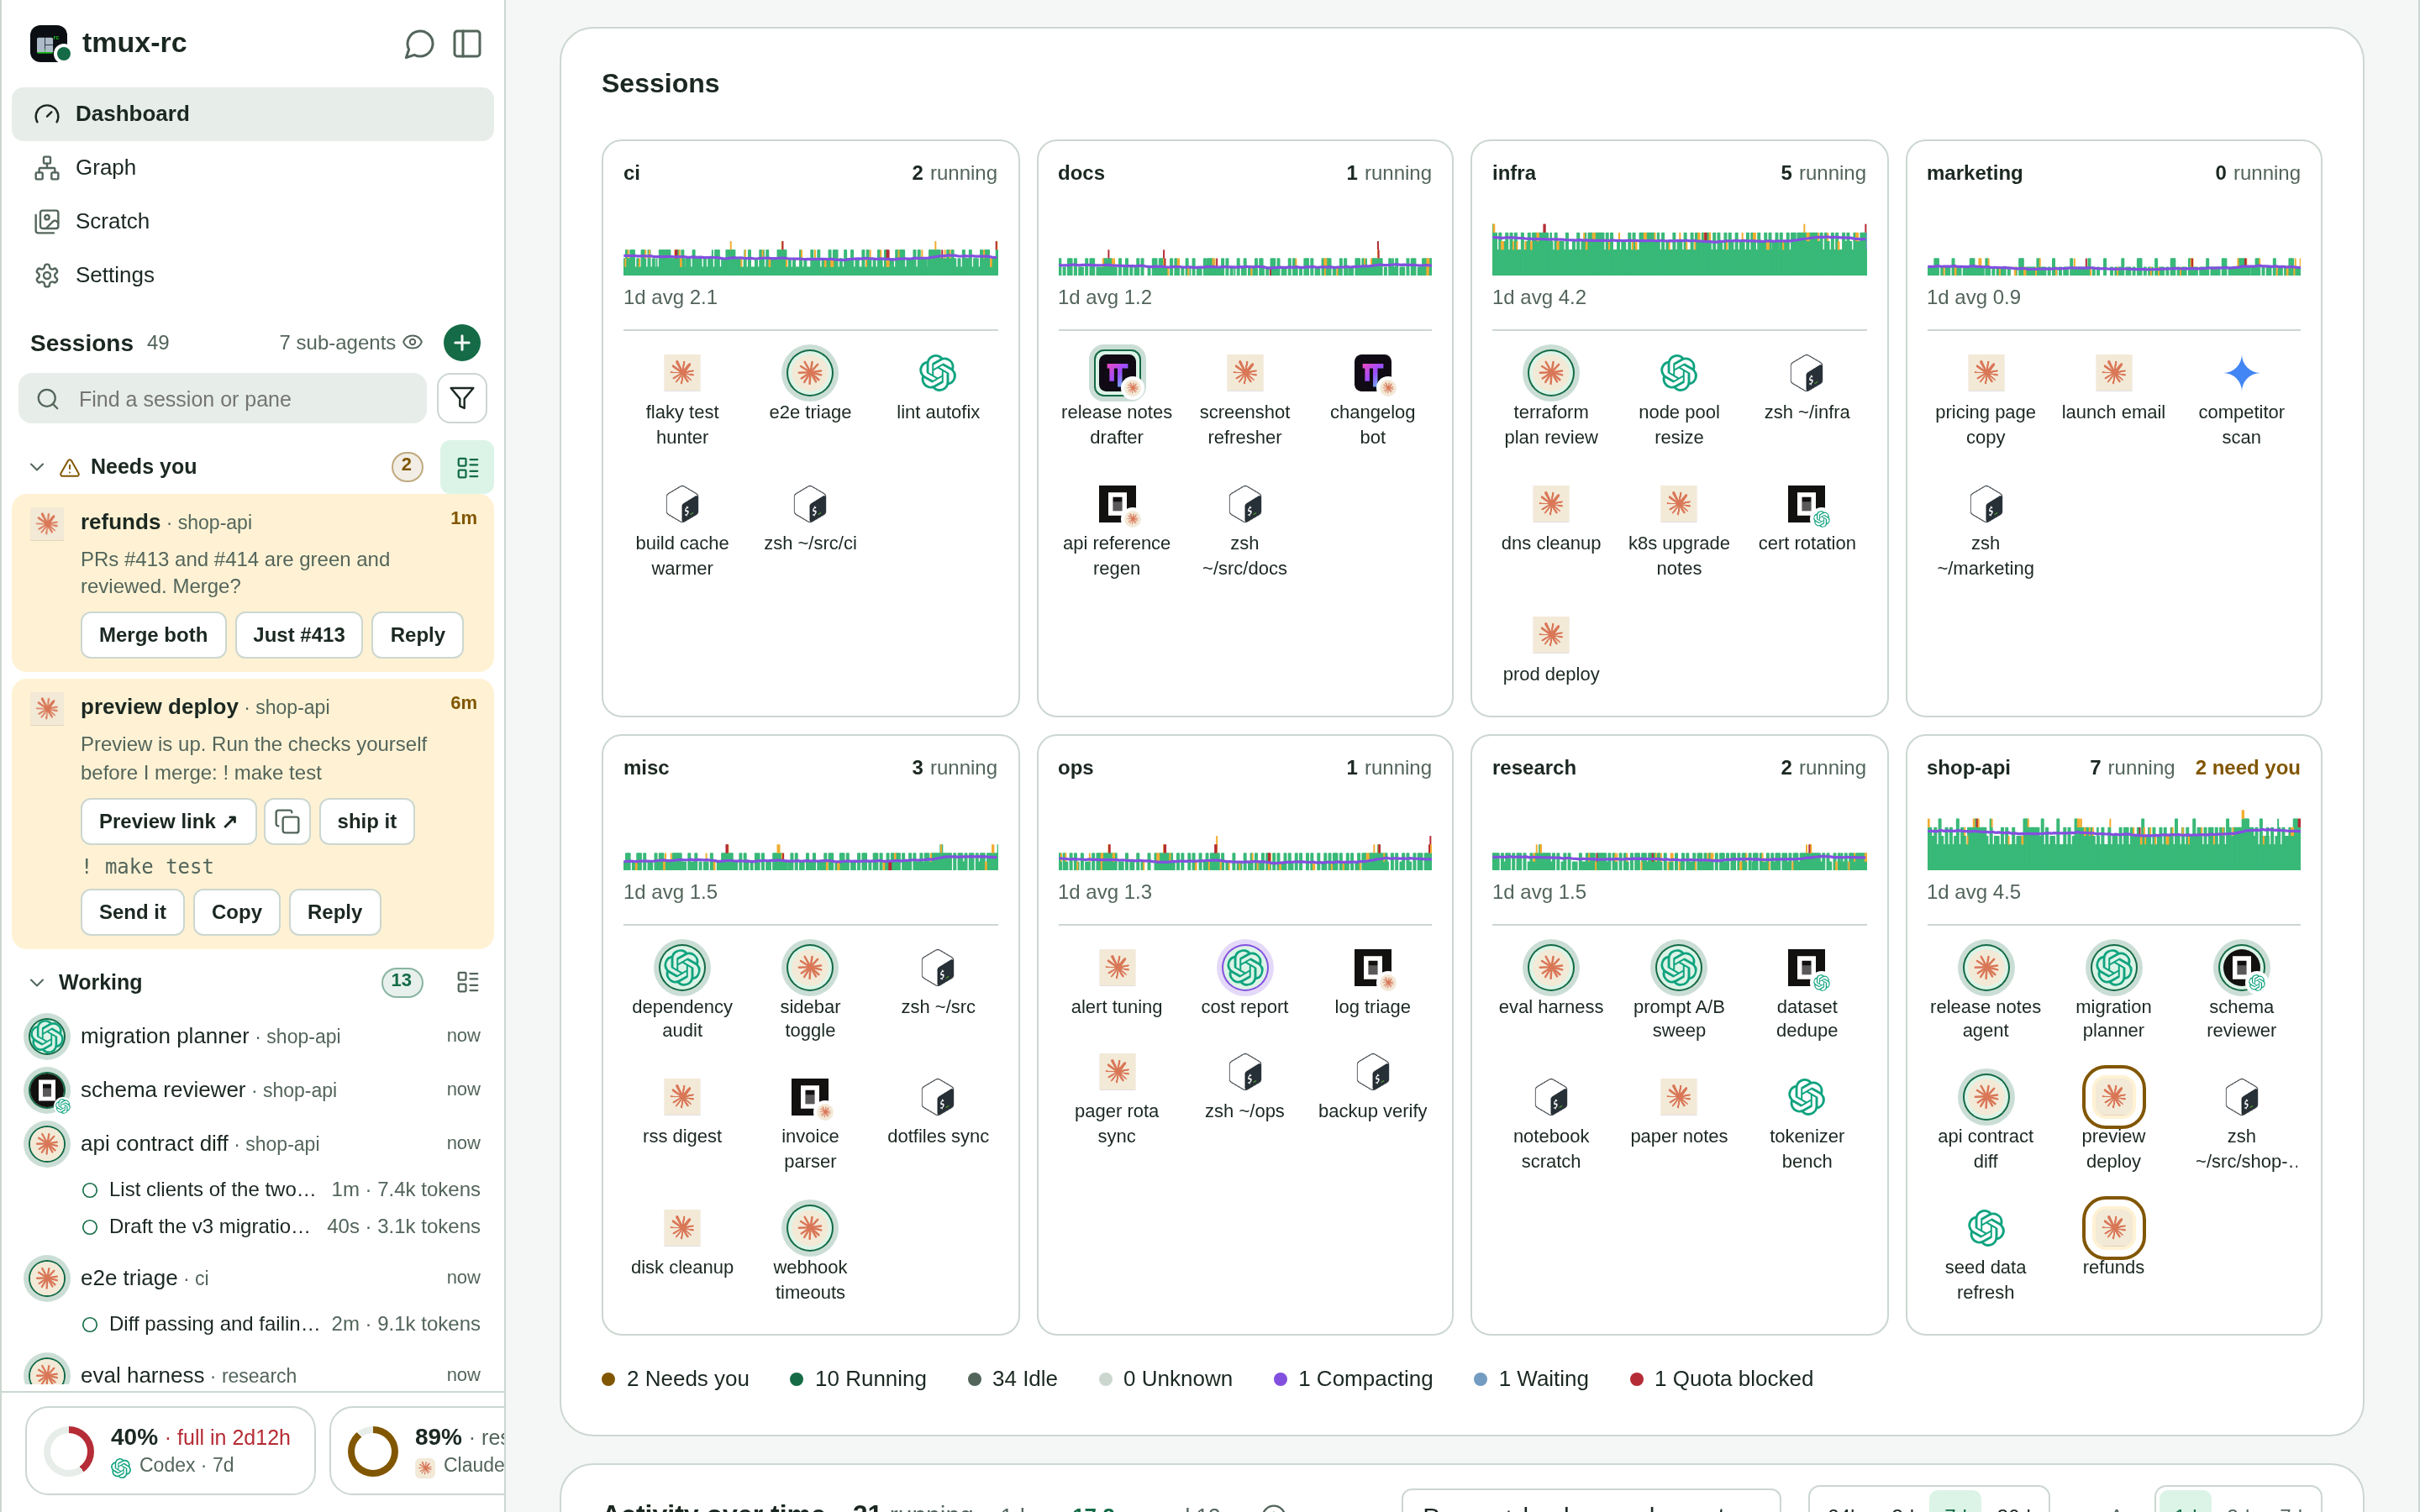 tmux-rc
Dashboard
Graph
Scratch
Settings
Sessions 49 7 sub-agents
Find a session or pane
Needs you 2
refunds · shop-api 1m
PRs #413 and #414 are green and
reviewed. Merge?
Merge both Just #413 Reply
preview deploy · shop-api 6m
Preview is up. Run the checks yourself
before I merge: ! make test
Preview link ↗ ship it
! make test
Send it Copy Reply
Working 13
migration planner · shop-api now
schema reviewer · shop-api now
api contract diff · shop-api now
List clients of the two… 1m · 7.4k tokens
Draft the v3 migratio… 40s · 3.1k tokens
e2e triage · ci now
Diff passing and failin… 2m · 9.1k tokens
eval harness · research now
40% · full in 2d12h
Codex · 7d
89% · res
Claude
Sessions
ci 2 running
1d avg 2.1
flaky test
hunter
e2e triage
lint autofix
build cache
warmer
zsh ~/src/ci
docs 1 running
1d avg 1.2
release notes
drafter
screenshot
refresher
changelog
bot
api reference
regen
zsh
~/src/docs
infra 5 running
1d avg 4.2
terraform
plan review
node pool
resize
zsh ~/infra
dns cleanup
k8s upgrade
notes
cert rotation
prod deploy
marketing 0 running
1d avg 0.9
pricing page
copy
launch email
competitor
scan
zsh
~/marketing
misc 3 running
1d avg 1.5
dependency
audit
sidebar
toggle
zsh ~/src
rss digest
invoice
parser
dotfiles sync
disk cleanup
webhook
timeouts
ops 1 running
1d avg 1.3
alert tuning
cost report
log triage
pager rota
sync
zsh ~/ops
backup verify
research 2 running
1d avg 1.5
eval harness
prompt A/B
sweep
dataset
dedupe
notebook
scratch
paper notes
tokenizer
bench
shop-api 7 running 2 need you
1d avg 4.5
release notes
agent
migration
planner
schema
reviewer
api contract
diff
preview
deploy
zsh
~/src/shop-..
seed data
refresh
refunds
2 Needs you 10 Running 34 Idle 0 Unknown 1 Compacting 1 Waiting 1 Quota blocked
Activity over time 21 running